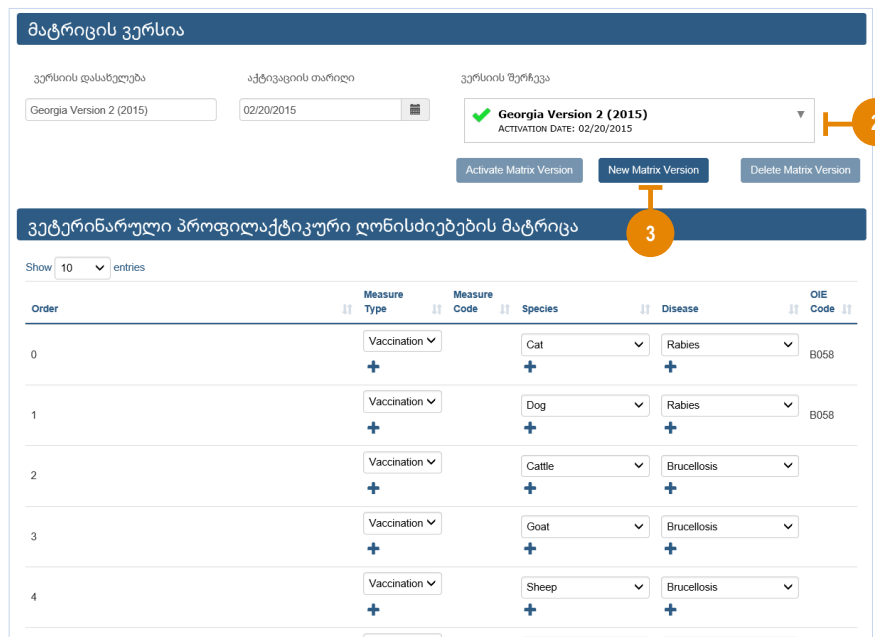 მატრიცის ვერსია
ვერსიის დასახელება აქტივაციის თარიღი ვერსიის შერჩევა
Georgia Version 2 (2015) 02/20/2015 Georgia Version 2 (2015)
ACTIVATION DATE: 02/20/2015
2
Activate Matrix Version New Matrix Version Delete Matrix Version
3
ვეტერინარული პროფილაქტიკური ღონისძიებების მატრიცა
Show 10 entries
Order Measure Type Measure Code Species Disease OIE Code
0 Vaccination Cat Rabies B058
1 Vaccination Dog Rabies B058
2 Vaccination Cattle Brucellosis
3 Vaccination Goat Brucellosis
4 Vaccination Sheep Brucellosis